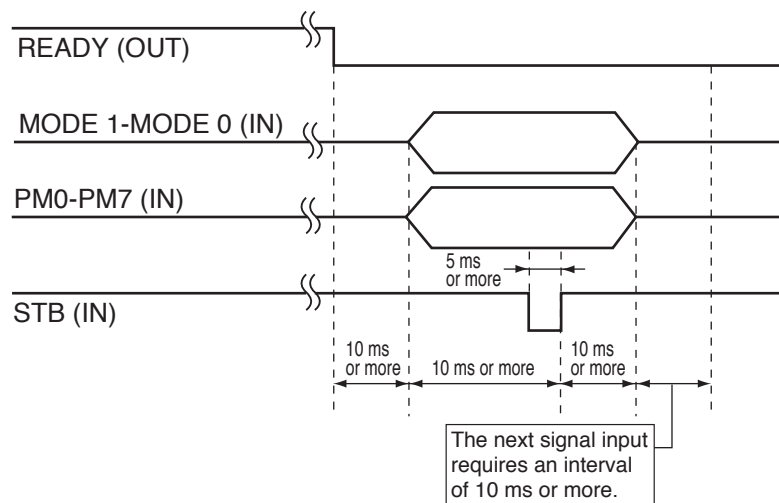 READY (OUT)
MODE 1-MODE 0 (IN)
PM0-PM7 (IN)
5 ms
or more
STB (IN)
10 ms
or more
10 ms or more
10 ms
or more
The next signal input
requires an interval
of 10 ms or more.